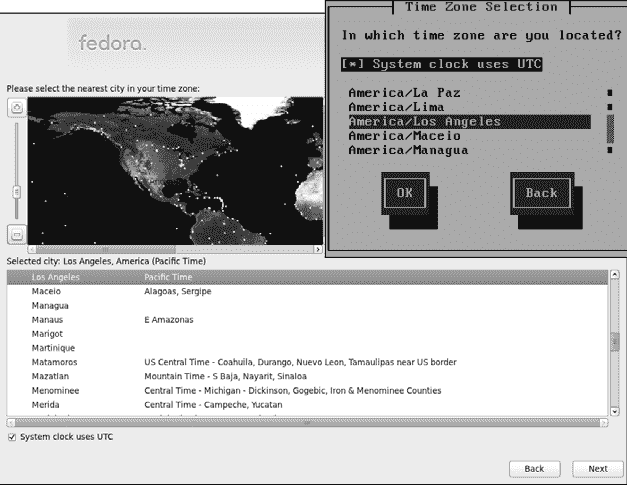 fedora.
Please select the nearest city in your time zone:
Time Zone Selection
In which time zone are you located?
[*] System clock uses UTC
America/La Paz
America/Lima
America/Los Angeles
America/Maceio
America/Managua
OK Back
Selected city: Los Angeles, America (Pacific Time)
Los Angeles Pacific Time
Maceio Alagoas, Sergipe
Managua
Manaus E Amazonas
Marigot
Martinique
Matamoros US Central Time - Coahuila, Durango, Nuevo Leon, Tamaulipas near US border
Mazatlan Mountain Time - S Baja, Nayarit, Sinaloa
Menominee Central Time - Michigan - Dickinson, Gogebic, Iron & Menominee Counties
Merida Central Time - Campeche, Yucatan
System clock uses UTC
Back Next